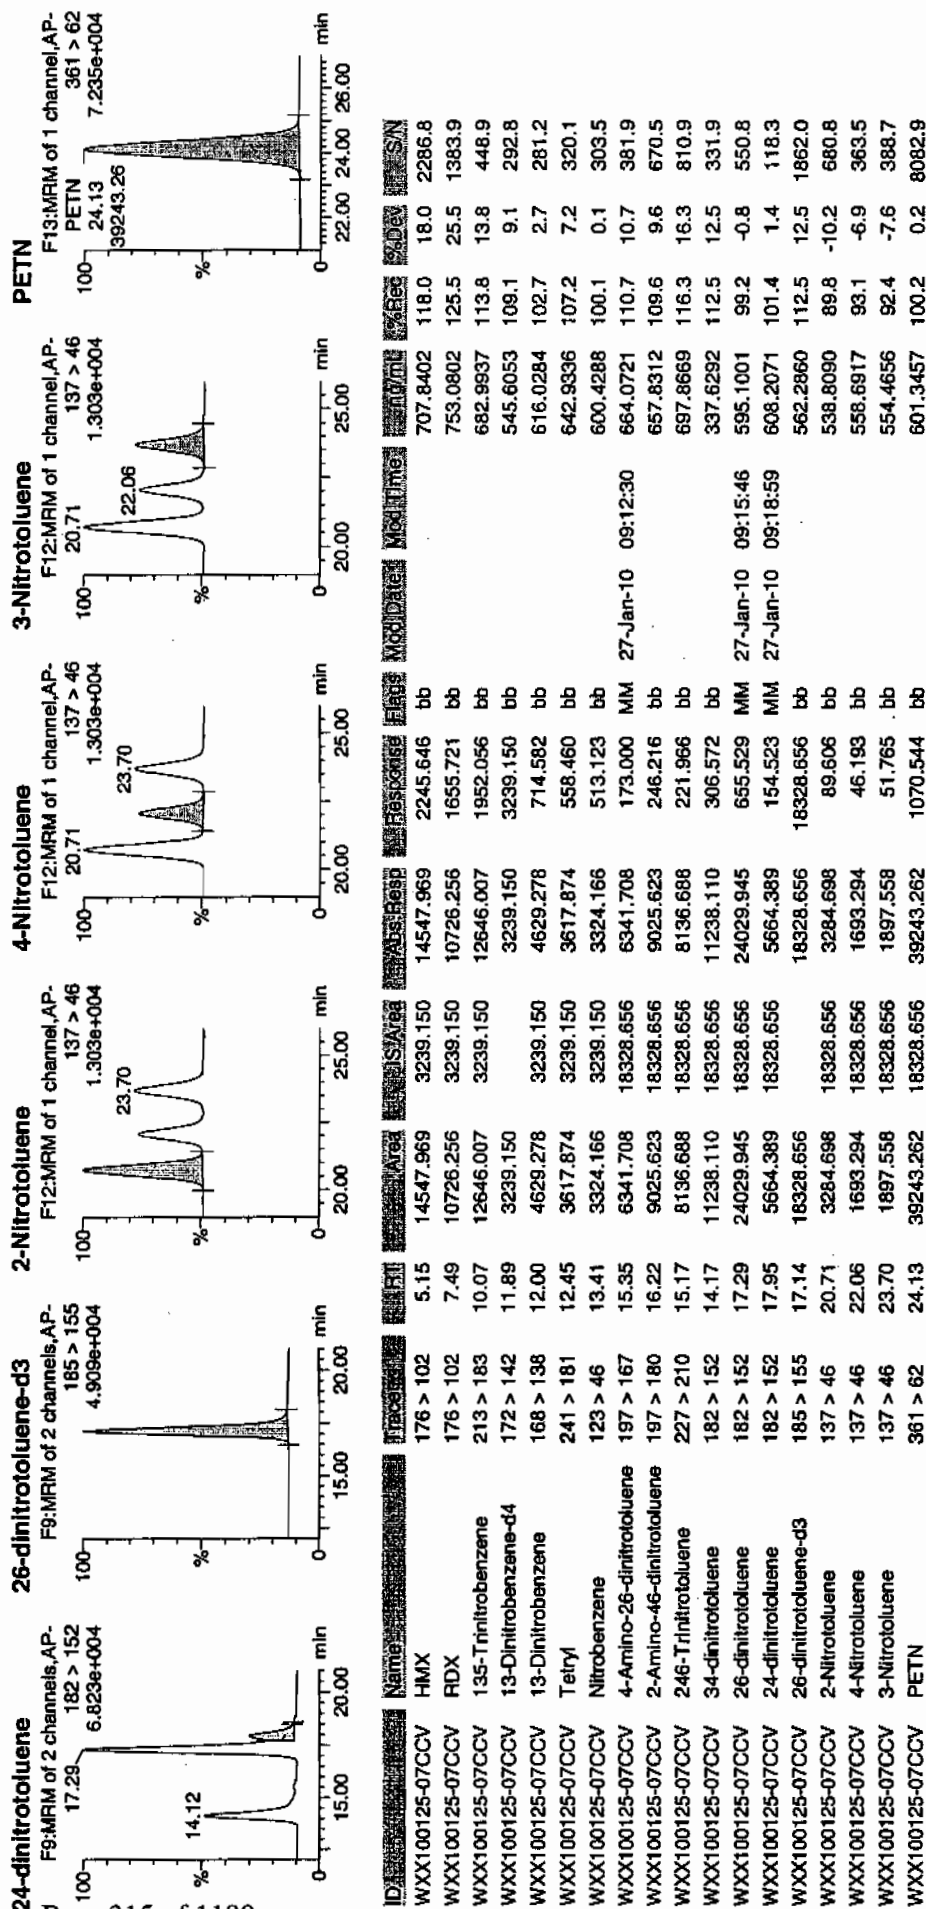 24-dinitrotoluene
F9:MRM of 2 channels,AP-
182 > 152
6.823e+004
17.29
14.12
100
%
0
15.00 20.00 min
26-dinitrotoluene-d3
F9:MRM of 2 channels,AP-
185 > 155
4.909e+004
100
%
0
15.00 20.00 min
2-Nitrotoluene
F12:MRM of 1 channel,AP-
137 > 46
1.303e+004
23.70
100
%
0
20.00 25.00 min
4-Nitrotoluene
F12:MRM of 1 channel,AP-
137 > 46
1.303e+004
20.71
23.70
100
%
0
20.00 25.00 min
3-Nitrotoluene
F12:MRM of 1 channel,AP-
137 > 46
1.303e+004
20.71
22.06
100
%
0
20.00 25.00 min
PETN
F13:MRM of 1 channel,AP-
361 > 62
7.235e+004
PETN
24.13
39243.26
100
%
0
22.00 24.00 26.00 min
ID Name Trace RT Area IS Area Abs.Resp Response Flags Mod.Date Mod.Time ng/mL %Rec %Dev S/N
WXX100125-07CCV HMX 176 > 102 5.15 14547.969 3239.150 14547.969 2245.646 bb 707.8402 118.0 18.0 2286.8
WXX100125-07CCV RDX 176 > 102 7.49 10726.256 3239.150 10726.256 1655.721 bb 753.0802 125.5 25.5 1383.9
WXX100125-07CCV 135-Trinitrobenzene 213 > 183 10.07 12646.007 3239.150 12646.007 1952.056 bb 682.9937 113.8 13.8 448.9
WXX100125-07CCV 13-Dinitrobenzene-d4 172 > 142 11.89 3239.150 3239.150 3239.150 bb 545.6053 109.1 9.1 292.8
WXX100125-07CCV 13-Dinitrobenzene 168 > 138 12.00 4629.278 3239.150 4629.278 714.582 bb 616.0284 102.7 2.7 281.2
WXX100125-07CCV Tetryl 241 > 181 12.45 3617.874 3239.150 3617.874 558.460 bb 642.9336 107.2 7.2 320.1
WXX100125-07CCV Nitrobenzene 123 > 46 13.41 3324.166 3239.150 3324.166 513.123 bb 600.4288 100.1 0.1 303.5
WXX100125-07CCV 4-Amino-26-dinitrotoluene 197 > 167 15.35 6341.708 18328.656 6341.708 173.000 MM 27-Jan-10 09:12:30 664.0721 110.7 10.7 381.9
WXX100125-07CCV 2-Amino-46-dinitrotoluene 197 > 180 16.22 9025.623 18328.656 9025.623 246.216 bb 657.8312 109.6 9.6 670.5
WXX100125-07CCV 246-Trinitrotoluene 227 > 210 15.17 8136.688 18328.656 8136.688 221.966 bb 697.8669 116.3 16.3 810.9
WXX100125-07CCV 34-dinitrotoluene 182 > 152 14.17 11238.110 18328.656 11238.110 306.572 bb 337.6292 112.5 12.5 331.9
WXX100125-07CCV 26-dinitrotoluene 182 > 152 17.29 24029.945 18328.656 24029.945 655.529 MM 27-Jan-10 09:15:46 595.1001 99.2 -0.8 550.8
WXX100125-07CCV 24-dinitrotoluene 182 > 152 17.95 5664.389 18328.656 5664.389 154.523 MM 27-Jan-10 09:18:59 608.2071 101.4 1.4 118.3
WXX100125-07CCV 26-dinitrotoluene-d3 185 > 155 17.14 18328.656 18328.656 18328.656 bb 562.2860 112.5 12.5 1862.0
WXX100125-07CCV 2-Nitrotoluene 137 > 46 20.71 3284.698 18328.656 3284.698 89.606 bb 538.8090 89.8 -10.2 680.8
WXX100125-07CCV 4-Nitrotoluene 137 > 46 22.06 1693.294 18328.656 1693.294 46.193 bb 558.6917 93.1 -6.9 363.5
WXX100125-07CCV 3-Nitrotoluene 137 > 46 23.70 1897.558 18328.656 1897.558 51.765 bb 554.4656 92.4 -7.6 388.7
WXX100125-07CCV PETN 361 > 62 24.13 39243.262 18328.656 39243.262 1070.544 bb 601.3457 100.2 0.2 8082.9